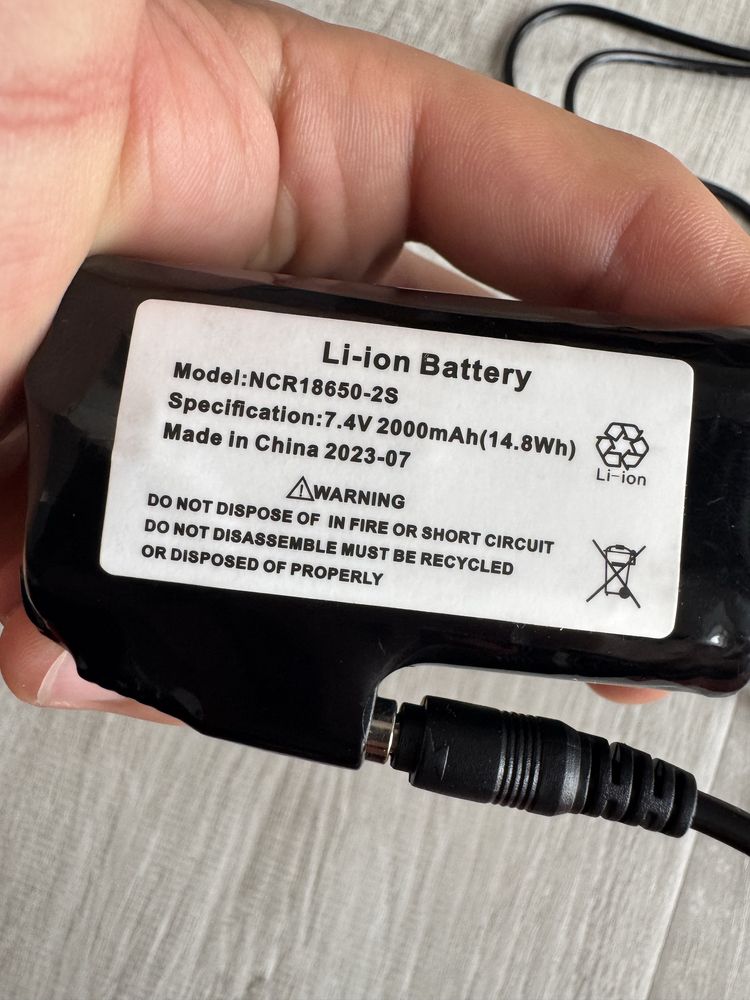 Li-ion Battery
Model:NCR18650-2S
Specification:7.4V 2000mAh(14.8Wh)
Made in China 2023-07
Li-ion
WARNING
DO NOT DISPOSE OF IN FIRE OR SHORT CIRCUIT
DO NOT DISASSEMBLE MUST BE RECYCLED
OR DISPOSED OF PROPERLY